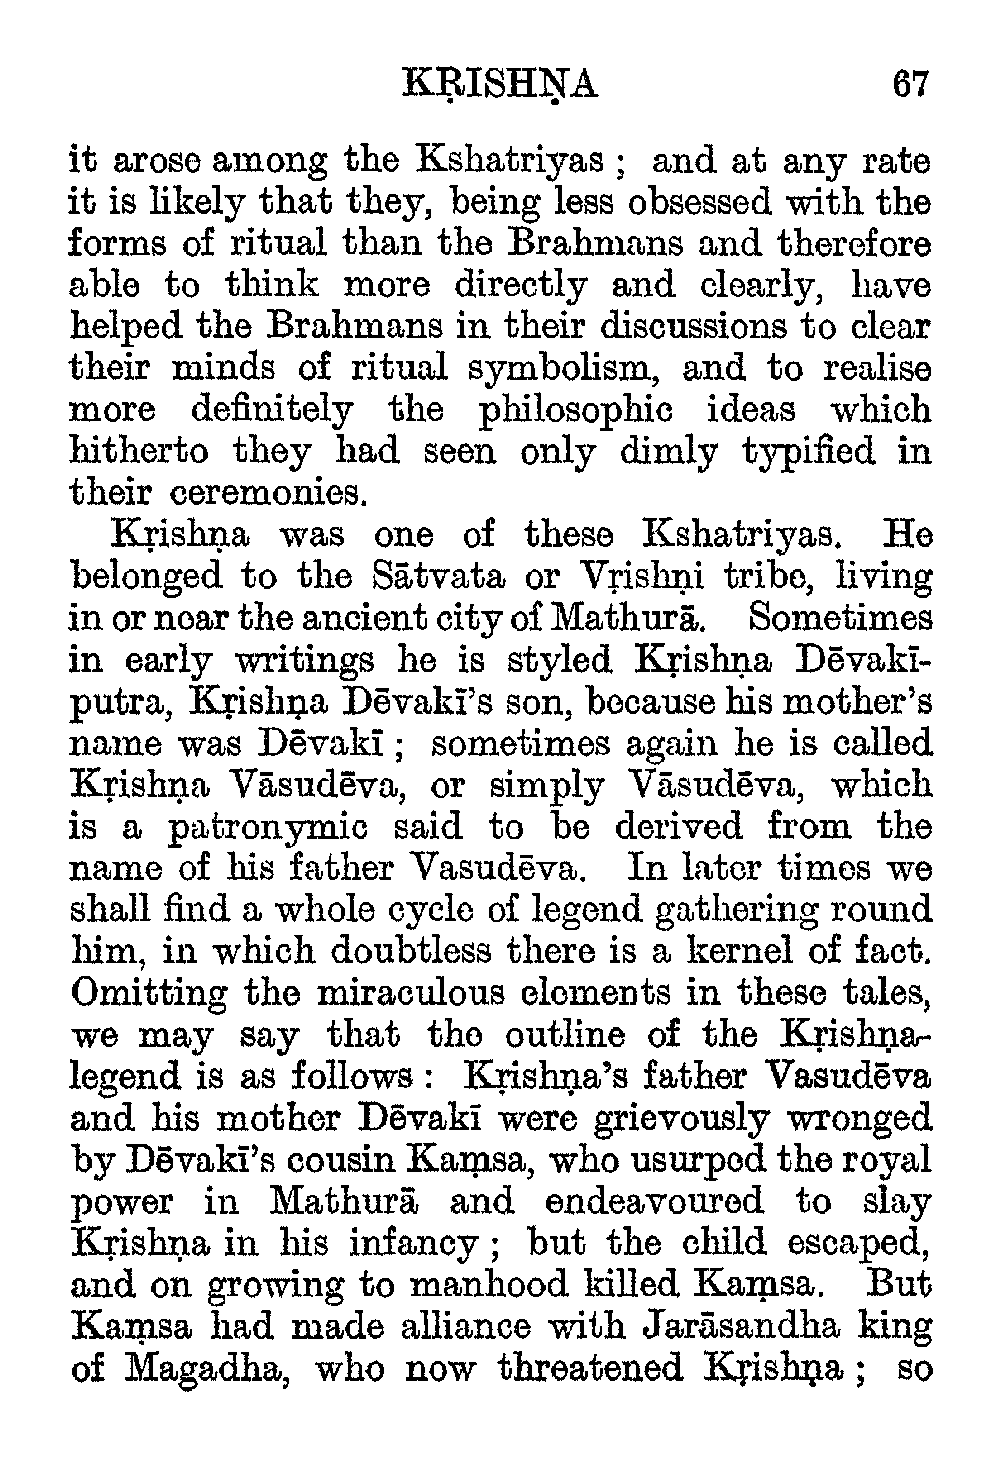 KṚISHṆA 67
it arose among the Kshatriyas ; and at any rate
it is likely that they, being less obsessed with the
forms of ritual than the Brahmans and therefore
able to think more directly and clearly, have
helped the Brahmans in their discussions to clear
their minds of ritual symbolism, and to realise
more definitely the philosophic ideas which
hitherto they had seen only dimly typified in
their ceremonies.
Kṛishṇa was one of these Kshatriyas. He
belonged to the Sātvata or Vṛishṇi tribe, living
in or near the ancient city of Mathurā. Sometimes
in early writings he is styled Kṛishṇa Dēvakī-
putra, Kṛishṇa Dēvakī’s son, because his mother’s
name was Dēvakī ; sometimes again he is called
Kṛishṇa Vāsudēva, or simply Vāsudēva, which
is a patronymic said to be derived from the
name of his father Vasudēva. In later times we
shall find a whole cycle of legend gathering round
him, in which doubtless there is a kernel of fact.
Omitting the miraculous elements in these tales,
we may say that the outline of the Kṛishṇa-
legend is as follows : Kṛishṇa’s father Vasudēva
and his mother Dēvakī were grievously wronged
by Dēvakī’s cousin Kaṃsa, who usurped the royal
power in Mathurā and endeavoured to slay
Kṛishṇa in his infancy ; but the child escaped,
and on growing to manhood killed Kaṃsa. But
Kaṃsa had made alliance with Jarāsandha king
of Magadha, who now threatened Kṛishṇa ; so